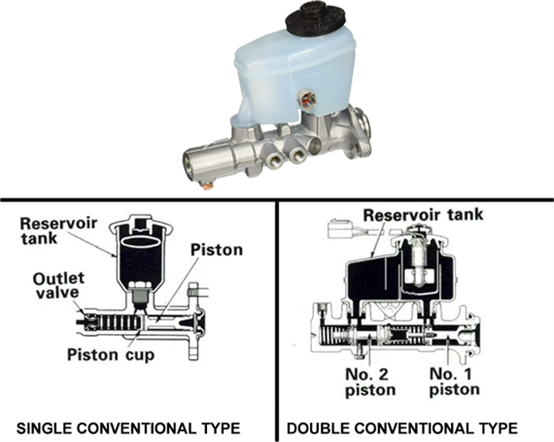 Reservoir
tank
Piston
Outlet
valve
Piston cup
SINGLE CONVENTIONAL TYPE
Reservoir tank
No. 2
piston
No. 1
piston
DOUBLE CONVENTIONAL TYPE